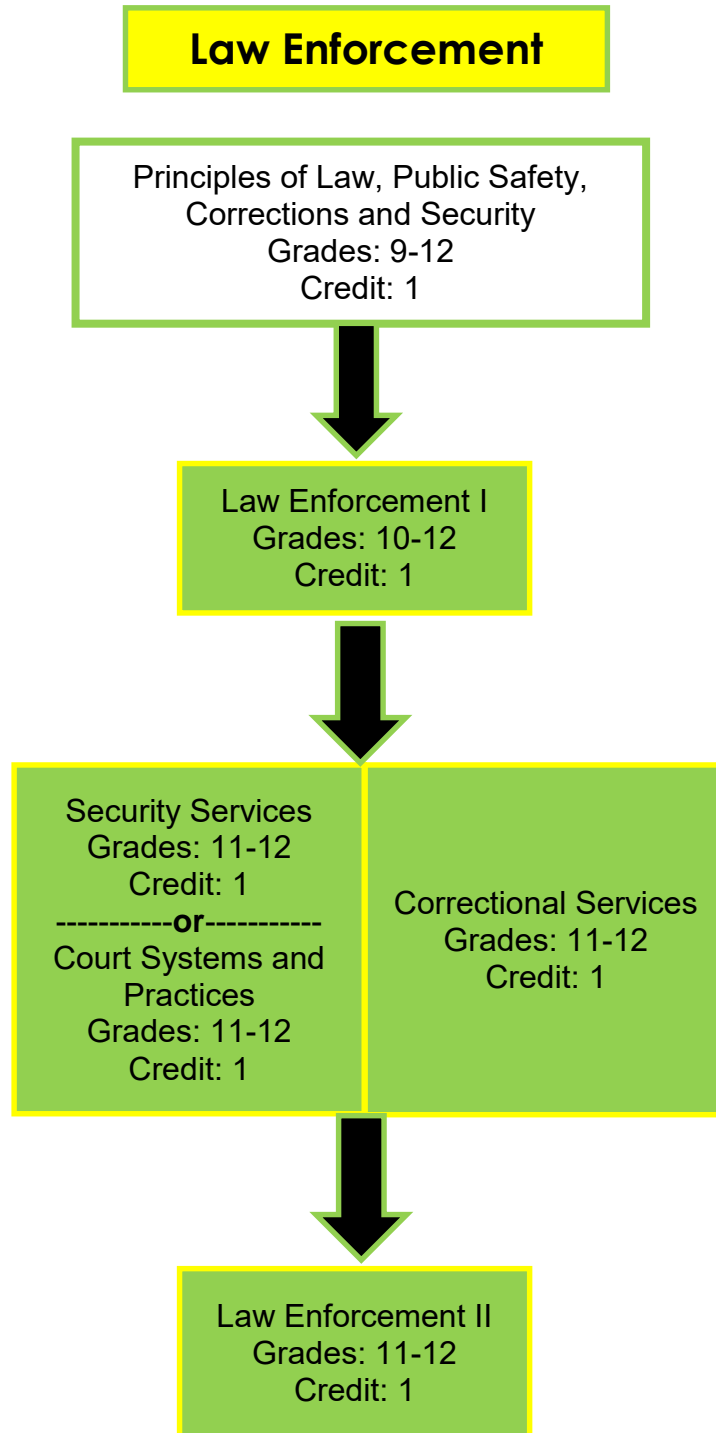 Law Enforcement
Principles of Law, Public Safety,
Corrections and Security
Grades: 9-12
Credit: 1
Law Enforcement I
Grades: 10-12
Credit: 1
Security Services
Grades: 11-12
Credit: 1
-----------or-----------
Court Systems and
Practices
Grades: 11-12
Credit: 1
Correctional Services
Grades: 11-12
Credit: 1
Law Enforcement II
Grades: 11-12
Credit: 1